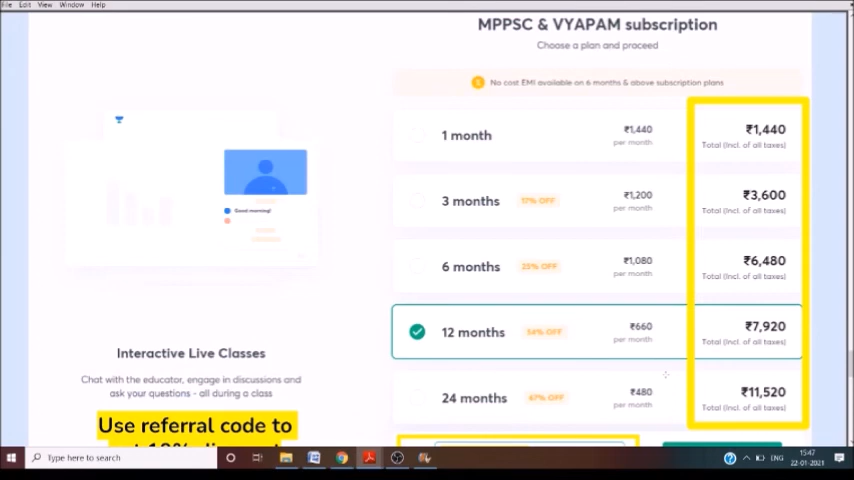 File Edit View Window Help
MPPSC & VYAPAM subscription
Choose a plan and proceed
No cost EMI available on 6 months & above subscription plans
1 month ₹1,440 per month ₹1,440 Total (Incl. of all taxes)
3 months 17% OFF ₹1,200 per month ₹3,600 Total (Incl. of all taxes)
6 months 25% OFF ₹1,080 per month ₹6,480 Total (Incl. of all taxes)
12 months 54% OFF ₹660 per month ₹7,920 Total (Incl. of all taxes)
24 months 67% OFF ₹480 per month ₹11,520 Total (Incl. of all taxes)
Good morning!
Interactive Live Classes
Chat with the educator, engage in discussions and
ask your questions - all during a class
Use referral code to
Type here to search
ENG
15:47
22-01-2021